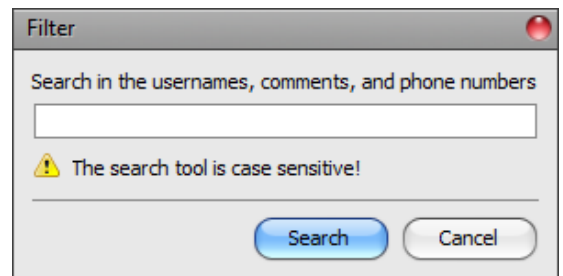 Filter
Search in the usernames, comments, and phone numbers
The search tool is case sensitive!
Search
Cancel